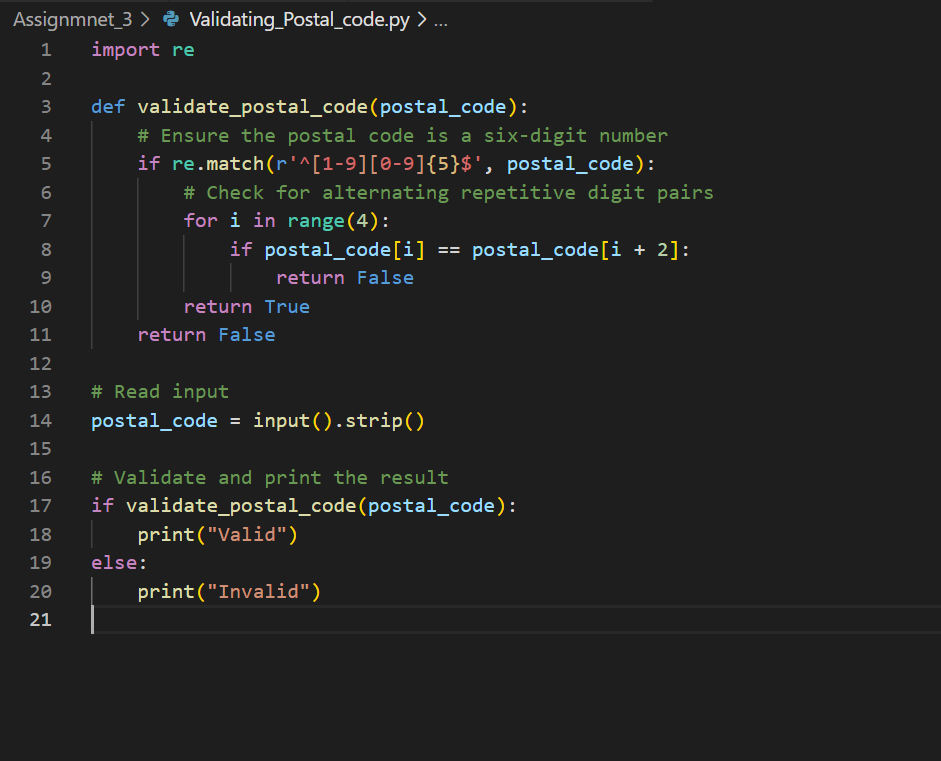 Assignmnet_3 > Validating_Postal_code.py > ...
1 import re
2
3 def validate_postal_code(postal_code):
4     # Ensure the postal code is a six-digit number
5     if re.match(r'^[1-9][0-9]{5}$', postal_code):
6         # Check for alternating repetitive digit pairs
7         for i in range(4):
8             if postal_code[i] == postal_code[i + 2]:
9                 return False
10         return True
11     return False
12
13 # Read input
14 postal_code = input().strip()
15
16 # Validate and print the result
17 if validate_postal_code(postal_code):
18     print("Valid")
19 else:
20     print("Invalid")
21